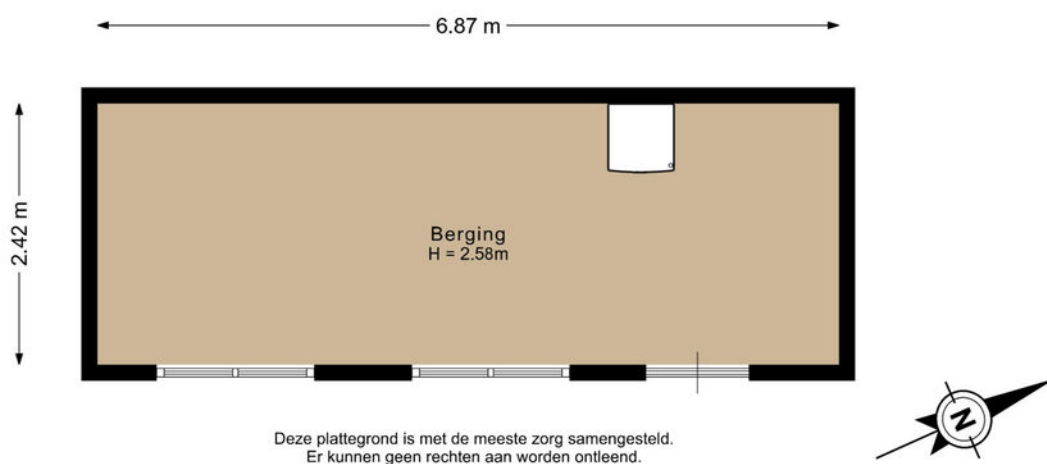 6.87 m
2.42 m
Berging
H = 2.58m
Deze plattegrond is met de meeste zorg samengesteld.
Er kunnen geen rechten aan worden ontleend.
N